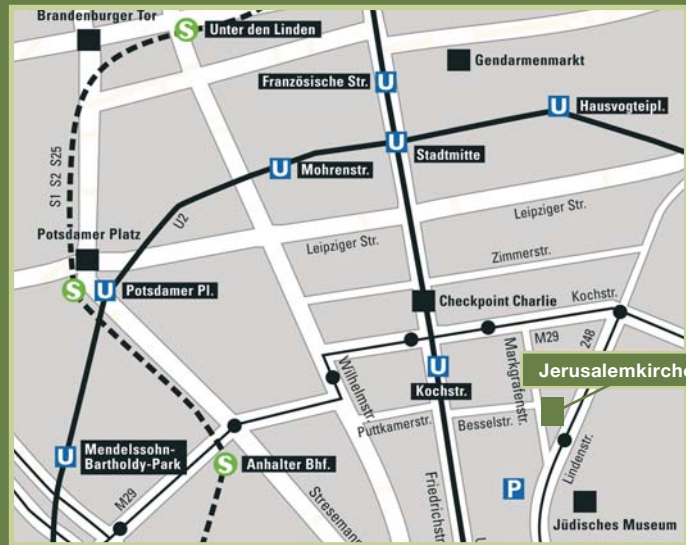 Brandenburger Tor
S
Unter den Linden
Gendarmenmarkt
Französische Str.
U
U
Hausvogteipl.
U
Stadtmitte
U
Mohrenstr.
S1 S2 S25
U2
Leipziger Str.
Potsdamer Platz
Leipziger Str.
Zimmerstr.
S
U
Potsdamer Pl.
Checkpoint Charlie
Kochstr.
M29
248
Wilhelmstr.
U
Kochstr.
Markgrafenstr.
Jerusalemkirche
Puttkamerstr.
Besselstr.
U
Mendelssohn-
Bartholdy-Park
S
Anhalter Bhf.
Lindenstr.
M29
Stresemann
Friedrichstr
P
Jüdisches Museum